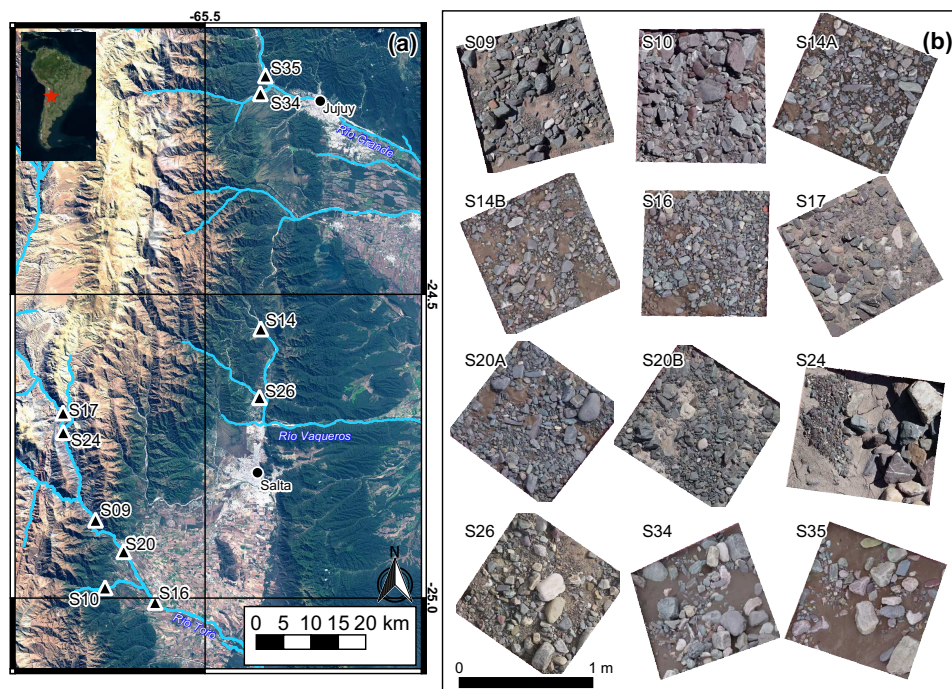 -65.5
(a)
S35
S34
Jujuy
Río Grande
-24.5
S14
S26
Río Vaqueros
S17
S24
Salta
S09
S20
N
S10
S16
-25.0
Río Toro
0 5 10 15 20 km
(b)
S09 S10 S14A
S14B S16 S17
S20A S20B S24
S26 S34 S35
0 1 m